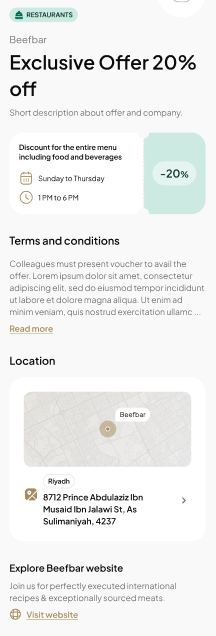 RESTAURANTS
Beefbar
Exclusive Offer 20%
off
Short description about offer and company.
Discount for the entire menu
including food and beverages
Sunday to Thursday
1 PM to 6 PM
-20%
Terms and conditions
Colleagues must present voucher to avail the
offer. Lorem ipsum dolor sit amet, consectetur
adipiscing elit, sed do eiusmod tempor incididunt
ut labore et dolore magna aliqua. Ut enim ad
minim veniam, quis nostrud exercitation ullamc ...
Read more
Location
Beefbar
Riyadh
8712 Prince Abdulaziz Ibn
Musaid Ibn Jalawi St, As
Sulimaniyah, 4237
Explore Beefbar website
Join us for perfectly executed international
recipes & exceptionally sourced meats.
Visit website